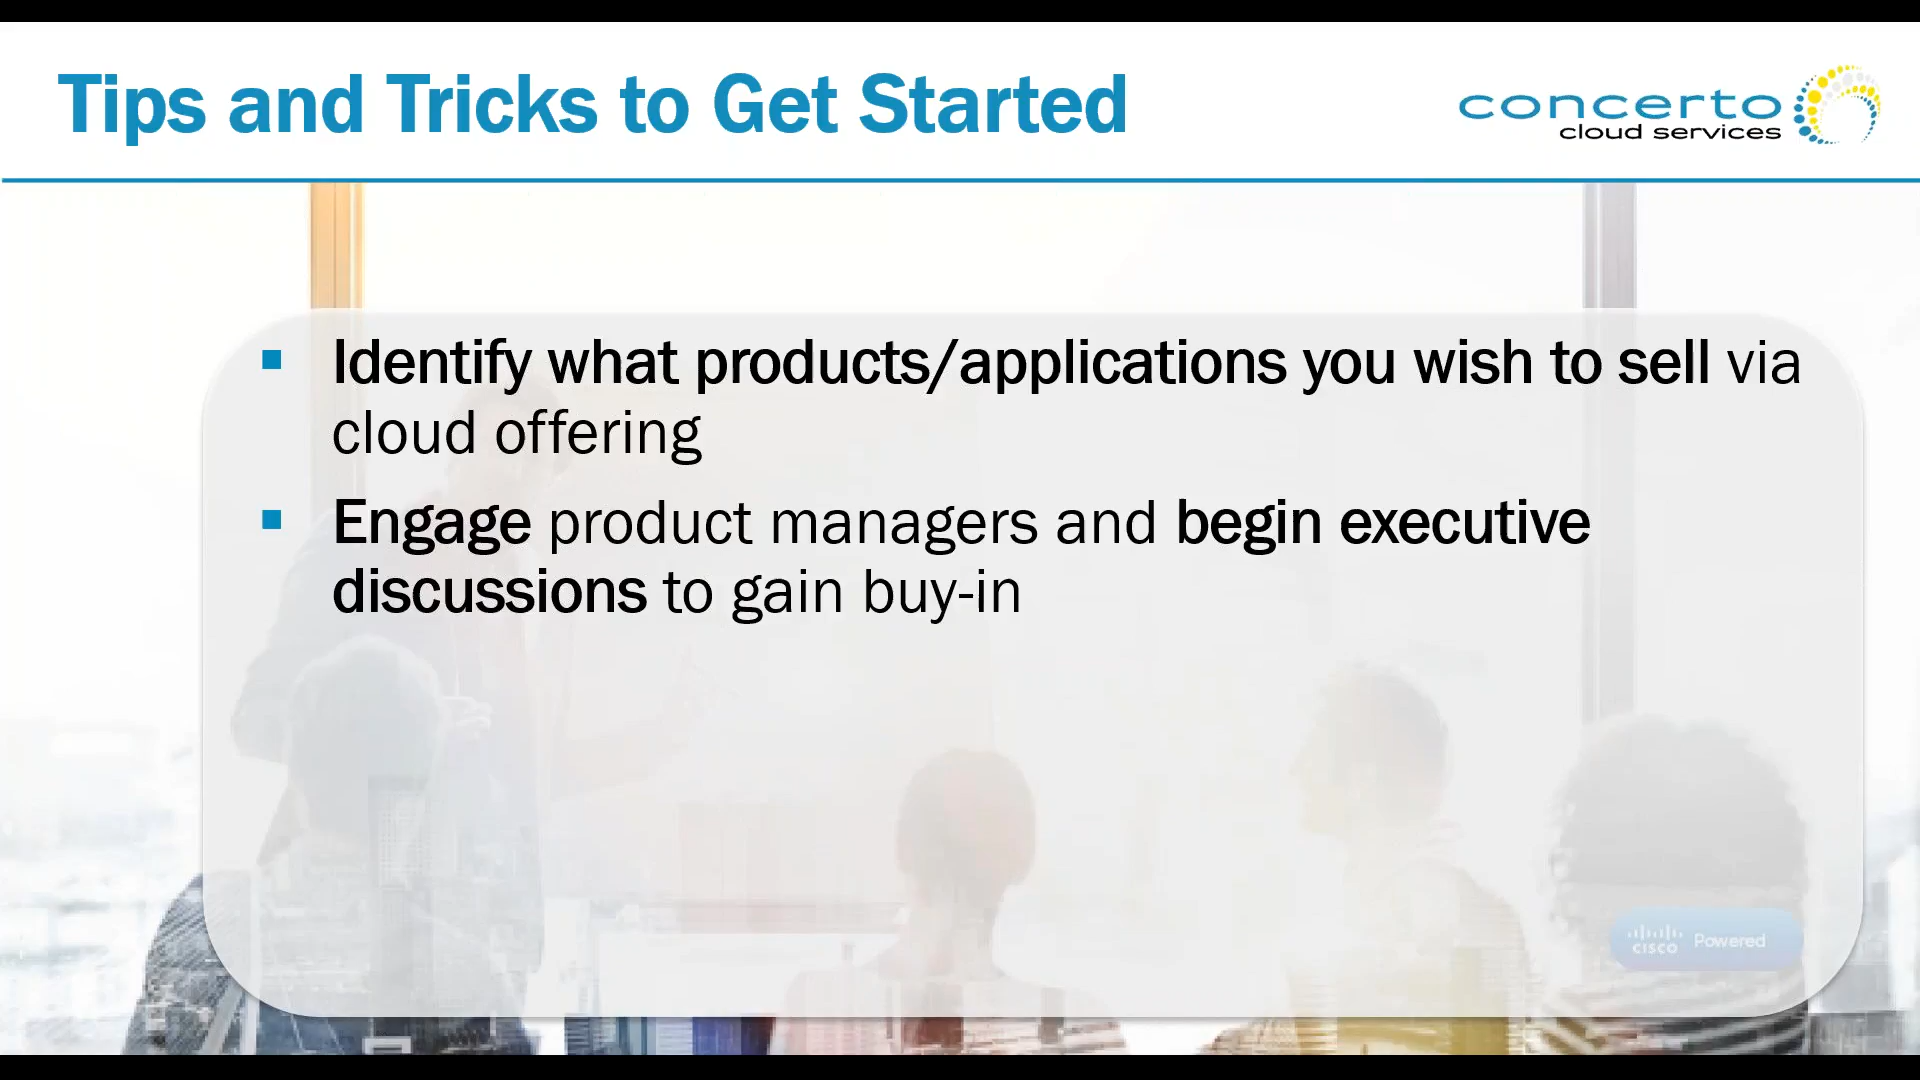 Tips and Tricks to Get Started
concerto
cloud services
Identify what products/applications you wish to sell via
cloud offering
Engage product managers and begin executive
discussions to gain buy-in
CISCO Powered